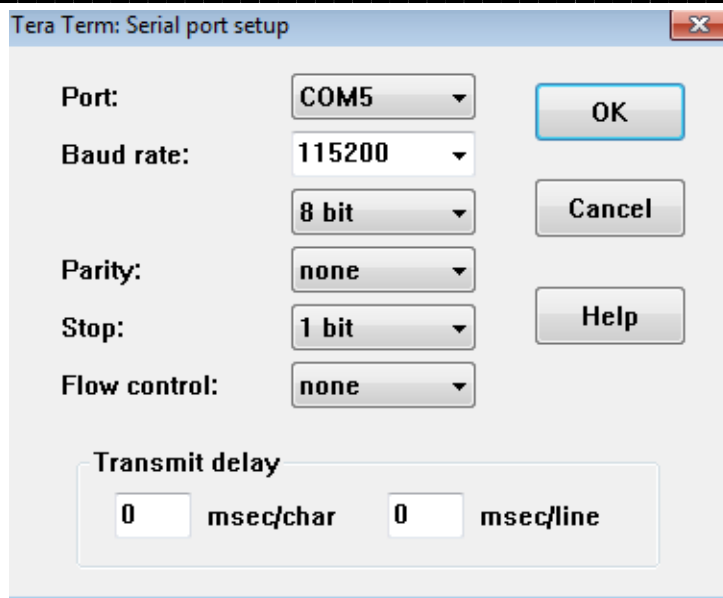 Tera Term: Serial port setup
Port: COM5 OK
Baud rate: 115200
8 bit Cancel
Parity: none
Stop: 1 bit Help
Flow control: none
Transmit delay
0 msec/char 0 msec/line